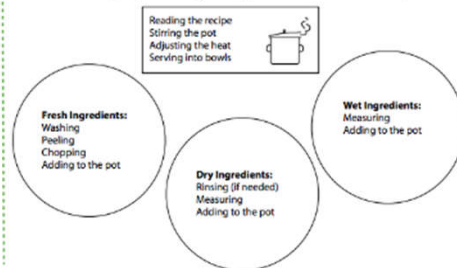 Reading the recipe
Stirring the pot
Adjusting the heat
Serving into bowls
Fresh Ingredients:
Washing
Peeling
Chopping
Adding to the pot
Dry Ingredients:
Rinsing (if needed)
Measuring
Adding to the pot
Wet Ingredients:
Measuring
Adding to the pot